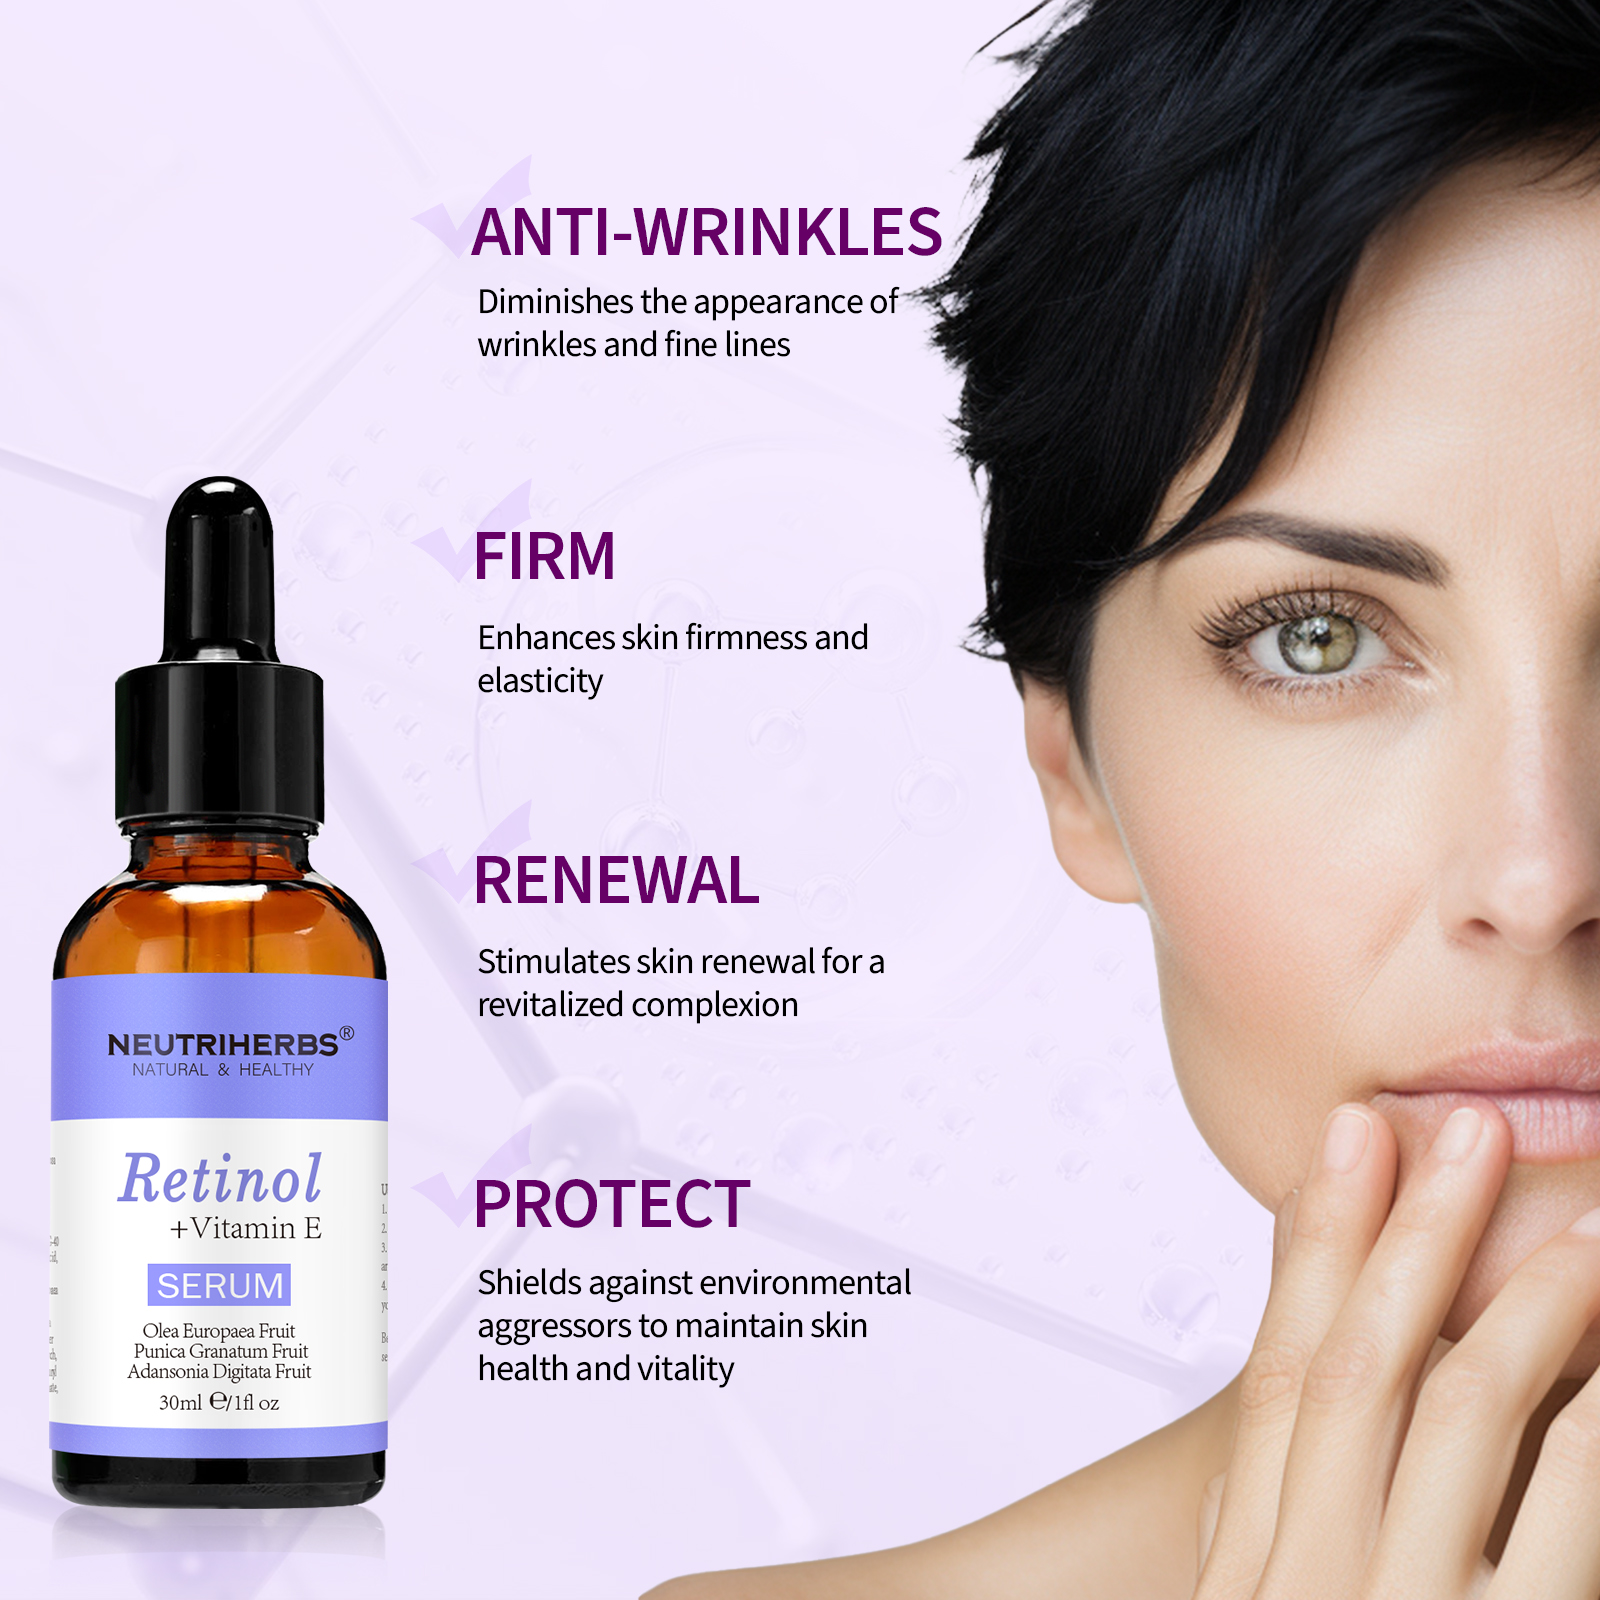 ANTI-WRINKLES
Diminishes the appearance of
wrinkles and fine lines
FIRM
Enhances skin firmness and
elasticity
RENEWAL
Stimulates skin renewal for a
revitalized complexion
PROTECT
Shields against environmental
aggressors to maintain skin
health and vitality
NEUTRIHERBS®
NATURAL & HEALTHY
Retinol
+Vitamin E
SERUM
Olea Europaea Fruit
Punica Granatum Fruit
Adansonia Digitata Fruit
30ml ℮/1fl oz